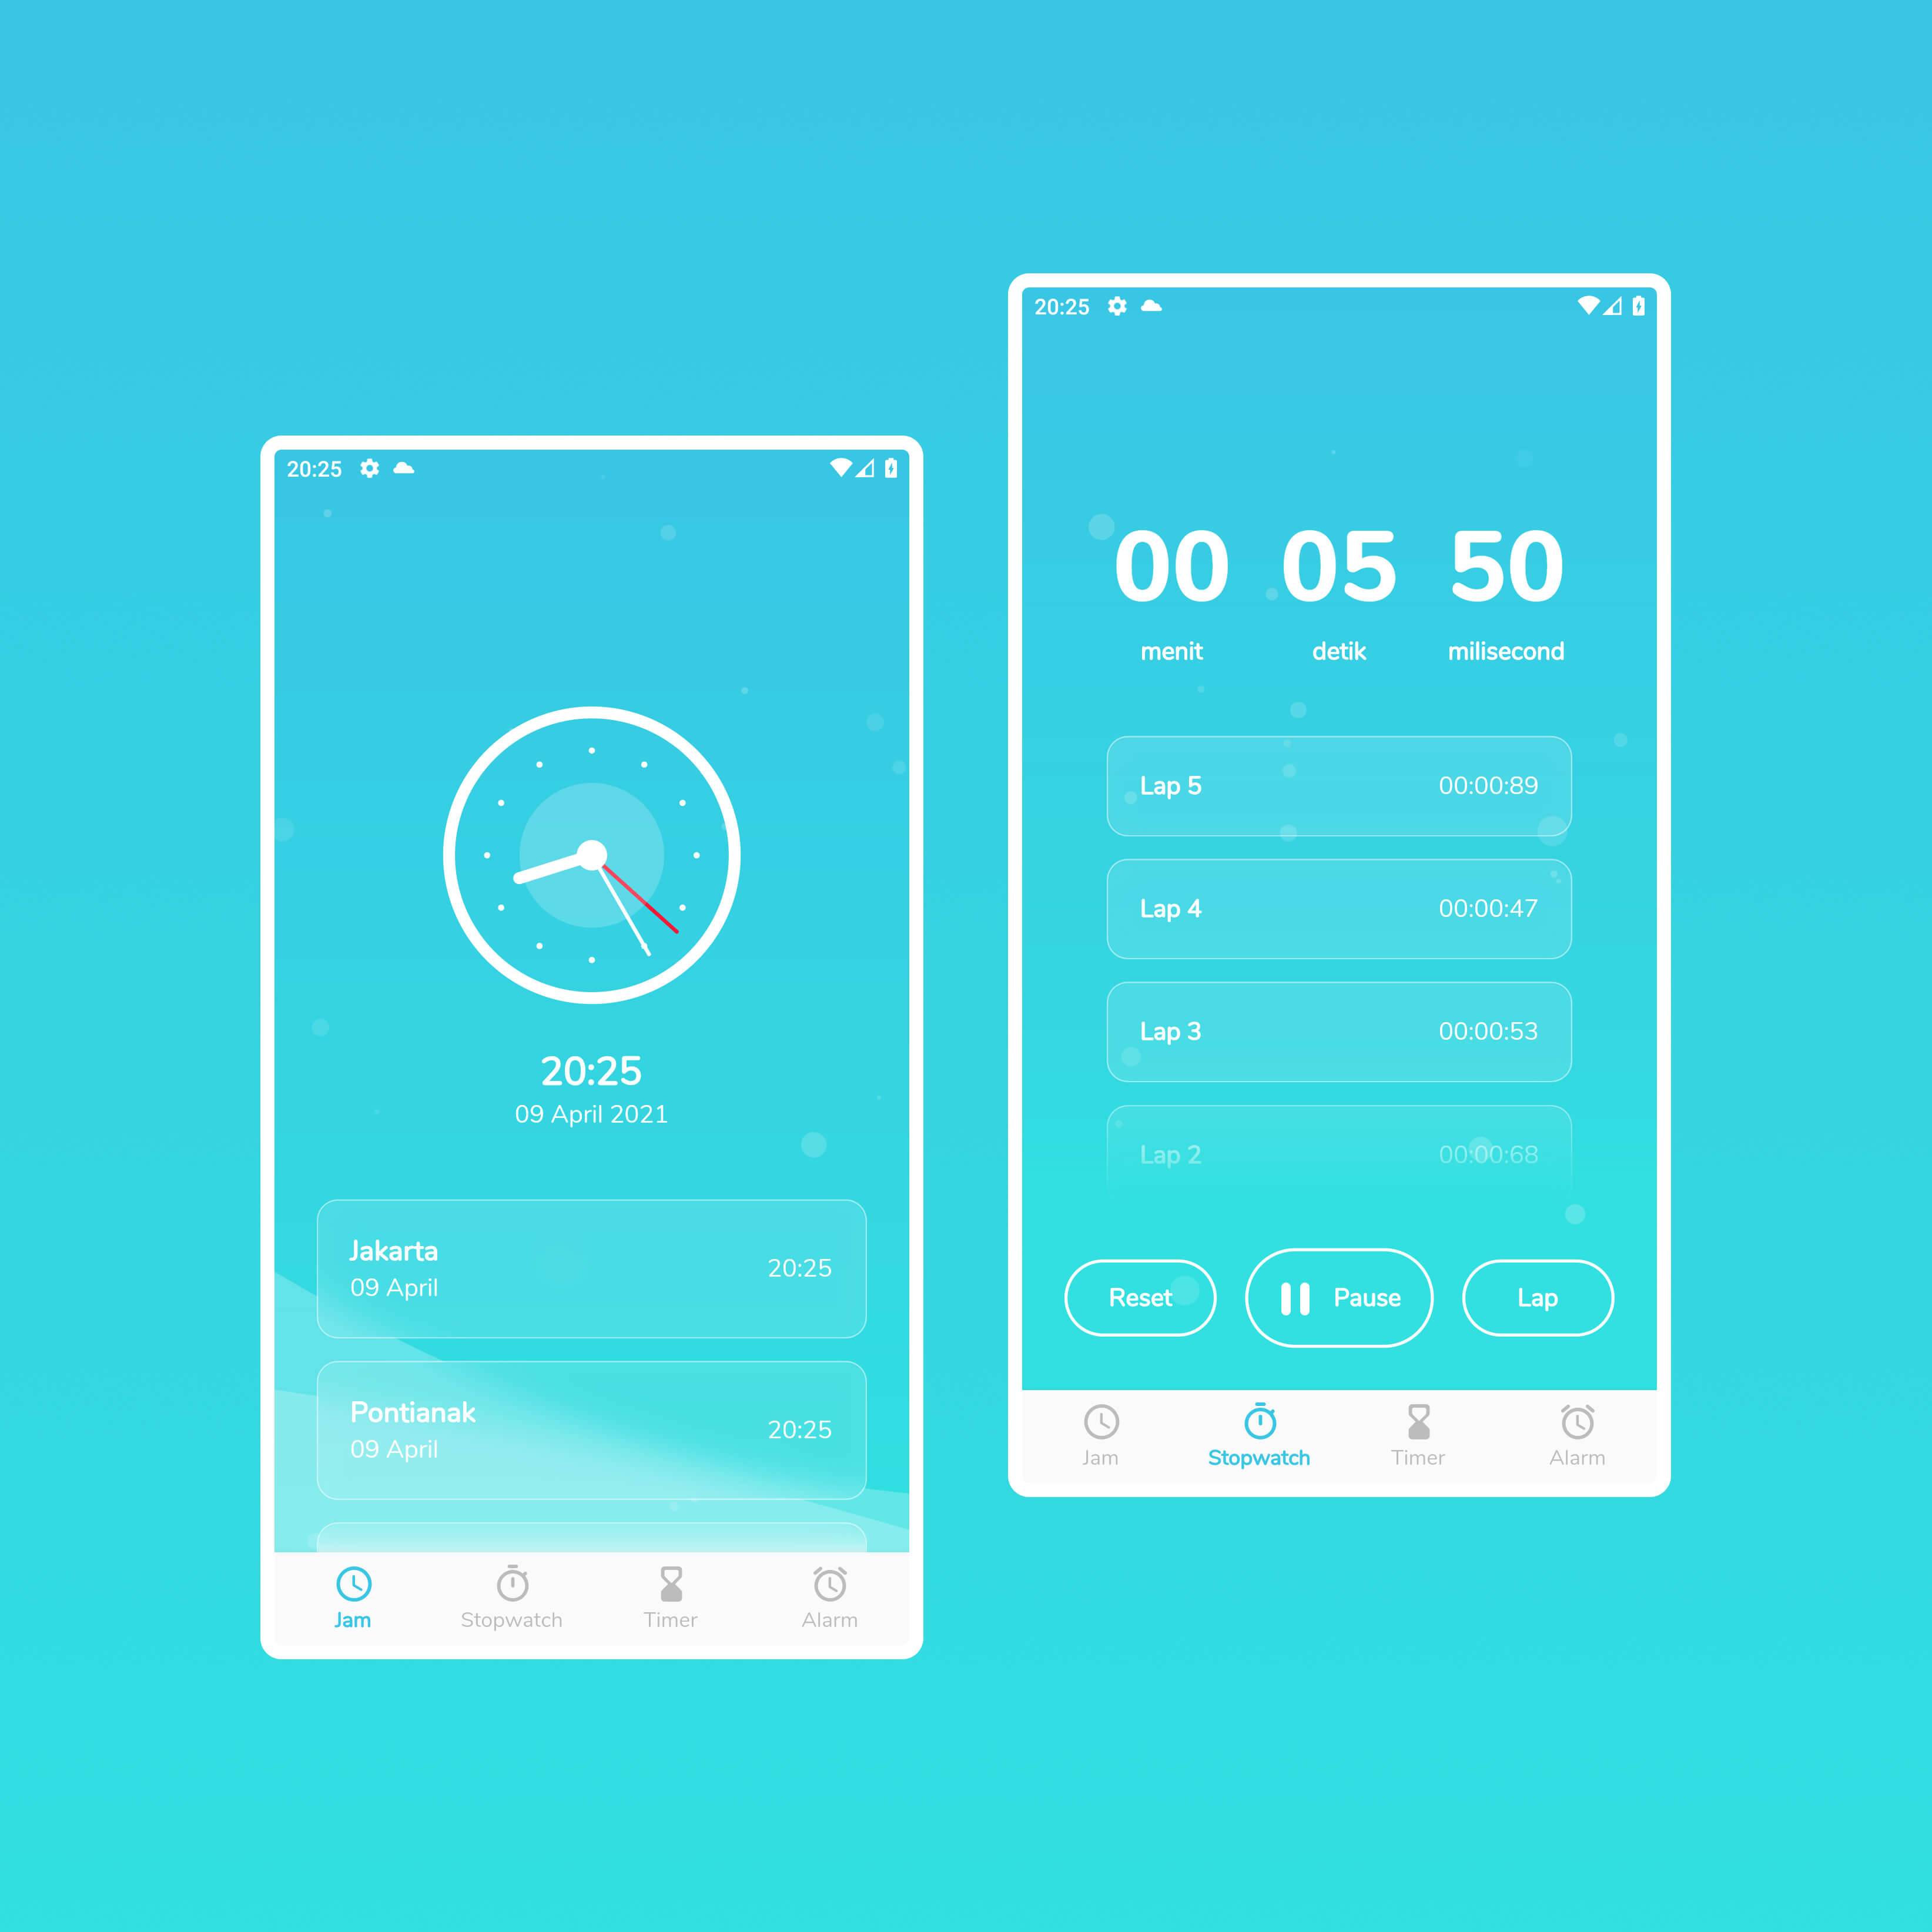 20:25
20:25
09 April 2021
Jakarta
09 April
20:25
Pontianak
09 April
20:25
Jam
Stopwatch
Timer
Alarm
20:25
00 05 50
menit detik milisecond
Lap 5 00:00:89
Lap 4 00:00:47
Lap 3 00:00:53
Lap 2 00:00:68
Reset
Pause
Lap
Jam
Stopwatch
Timer
Alarm